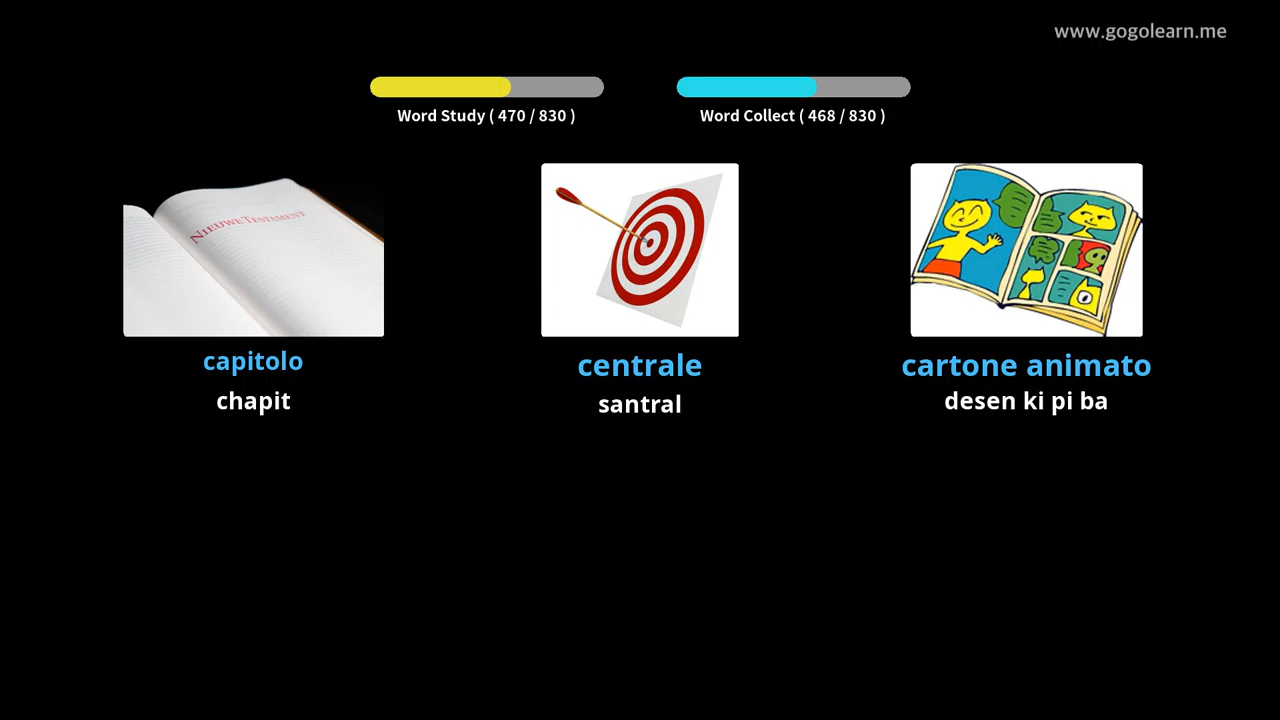 www.gogolearn.me
Word Study ( 470 / 830 )
Word Collect ( 468 / 830 )
NIEUWE TESTAMENT
capitolo
centrale
cartone animato
chapit
santral
desen ki pi ba